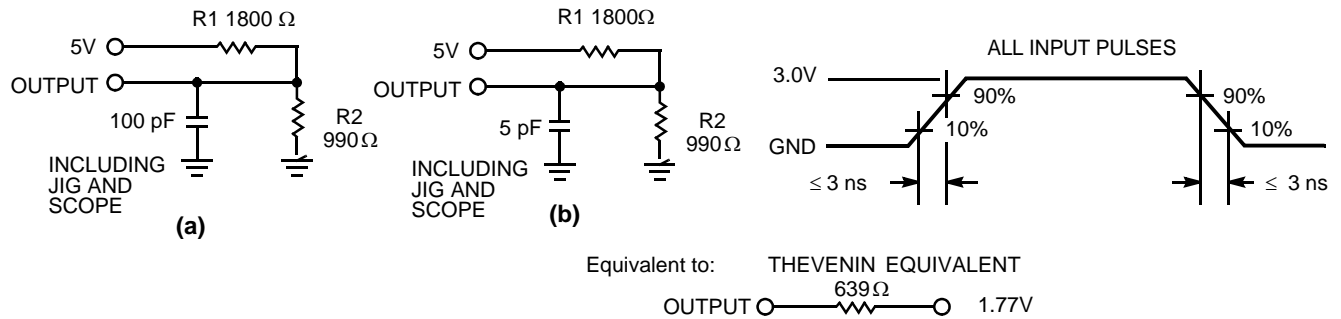 R1 1800 Ω
5V
OUTPUT
100 pF
R2
990Ω
INCLUDING
JIG AND
SCOPE
(a)
R1 1800Ω
5V
OUTPUT
5 pF
R2
990Ω
INCLUDING
JIG AND
SCOPE
(b)
ALL INPUT PULSES
3.0V
90%
10%
GND
≤ 3 ns
90%
10%
≤ 3 ns
Equivalent to: THEVENIN EQUIVALENT
639Ω
OUTPUT 1.77V